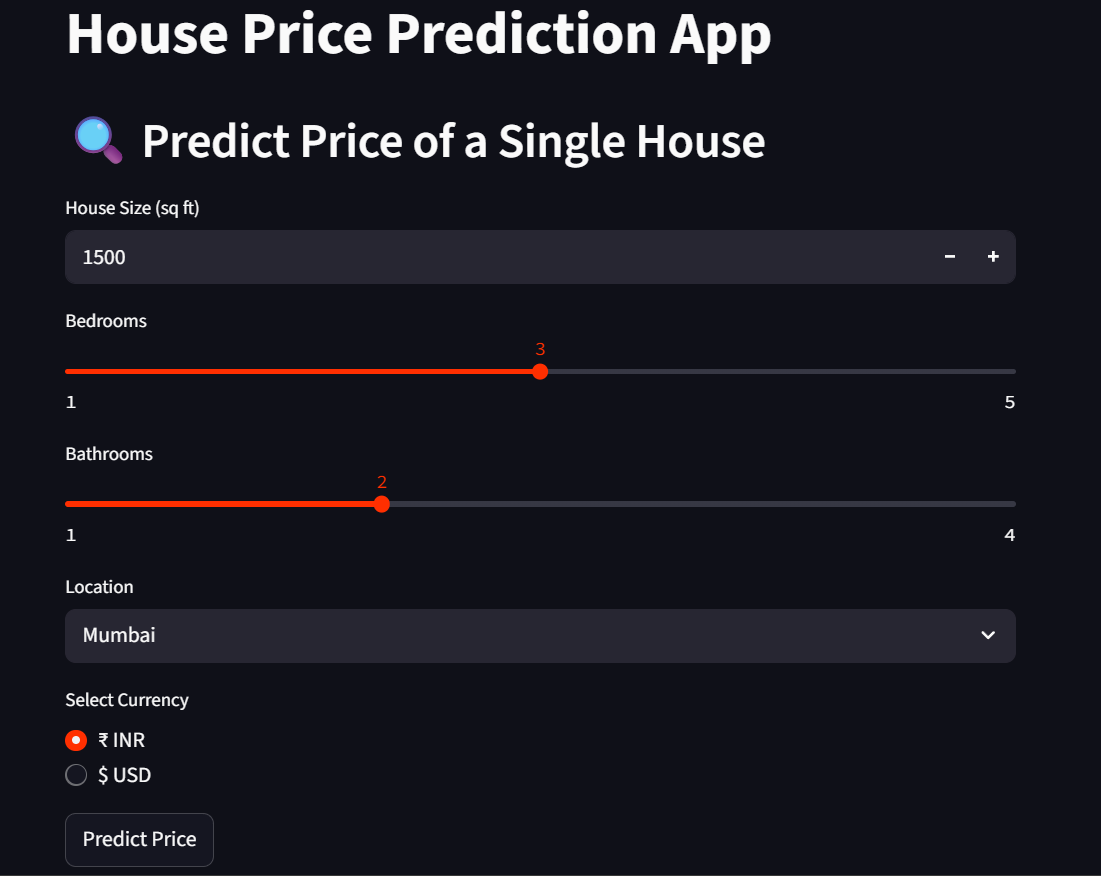 House Price Prediction App
Predict Price of a Single House
House Size (sq ft)
1500
Bedrooms
3
1 5
Bathrooms
2
1 4
Location
Mumbai
Select Currency
₹ INR
$ USD
Predict Price